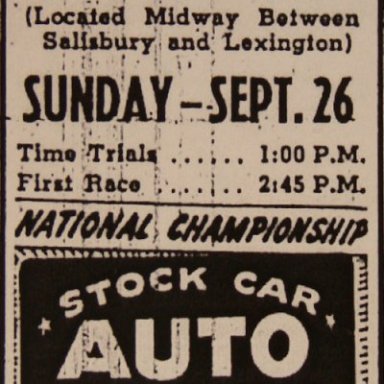 (Located Midway Between
Salisbury and Lexington)
SUNDAY — SEPT. 26
Time Trials ...... 1:00 P.M.
First Race ...... 2:45 P.M.
NATIONAL CHAMPIONSHIP
STOCK CAR
AUTO